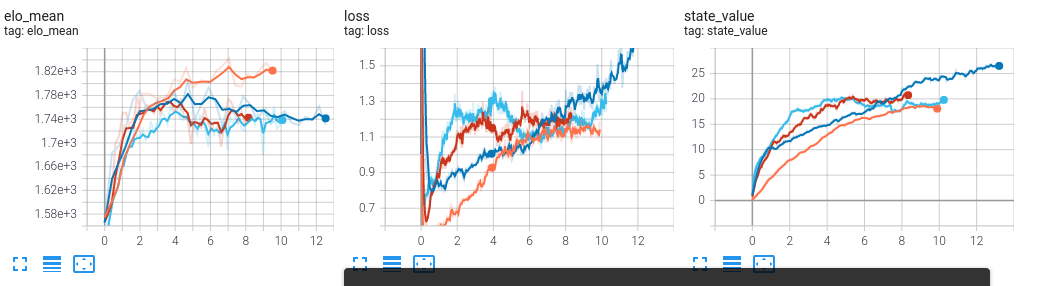 elo_mean
tag: elo_mean
1.82e+3
1.78e+3
1.74e+3
1.7e+3
1.66e+3
1.62e+3
1.58e+3
0 2 4 6 8 10 12
loss
tag: loss
1.5
1.3
1.1
0.9
0.7
0 2 4 6 8 10 12
state_value
tag: state_value
25
20
15
10
5
0
0 2 4 6 8 10 12